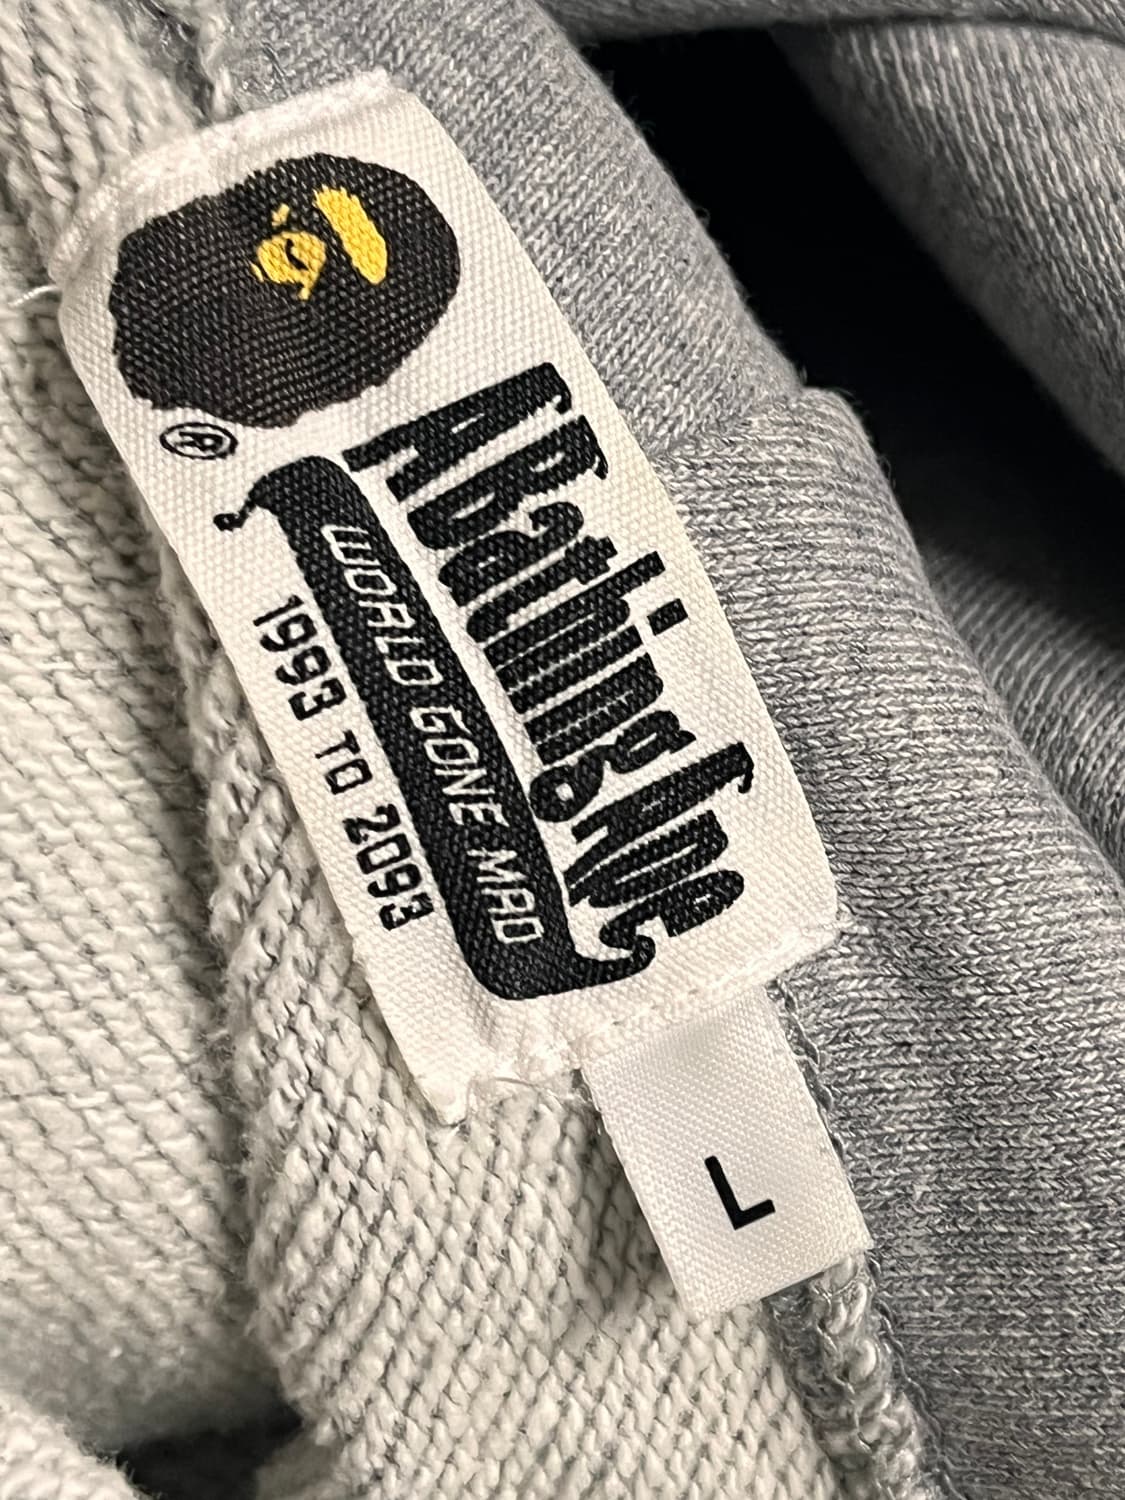 ®
A Bathing Ape
WORLD GONE MAD
1993 TO 2093
L